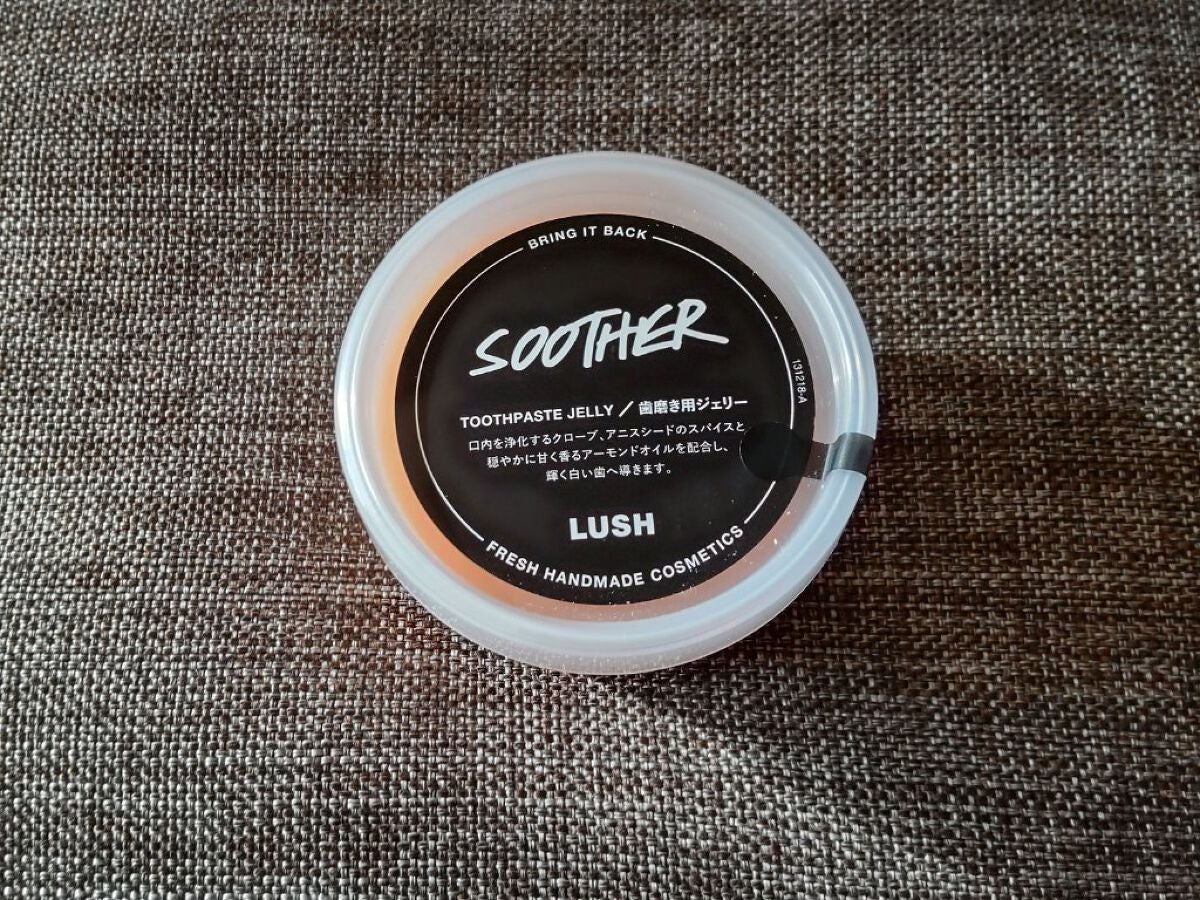 BRING IT BACK
SOOTHER
131218-A
TOOTHPASTE JELLY／歯磨き用ジェリー
口内を浄化するクローブ、アニスシードのスパイスと
穏やかに甘く香るアーモンドオイルを配合し、
輝く白い歯へ導きます。
LUSH
FRESH HANDMADE COSMETICS